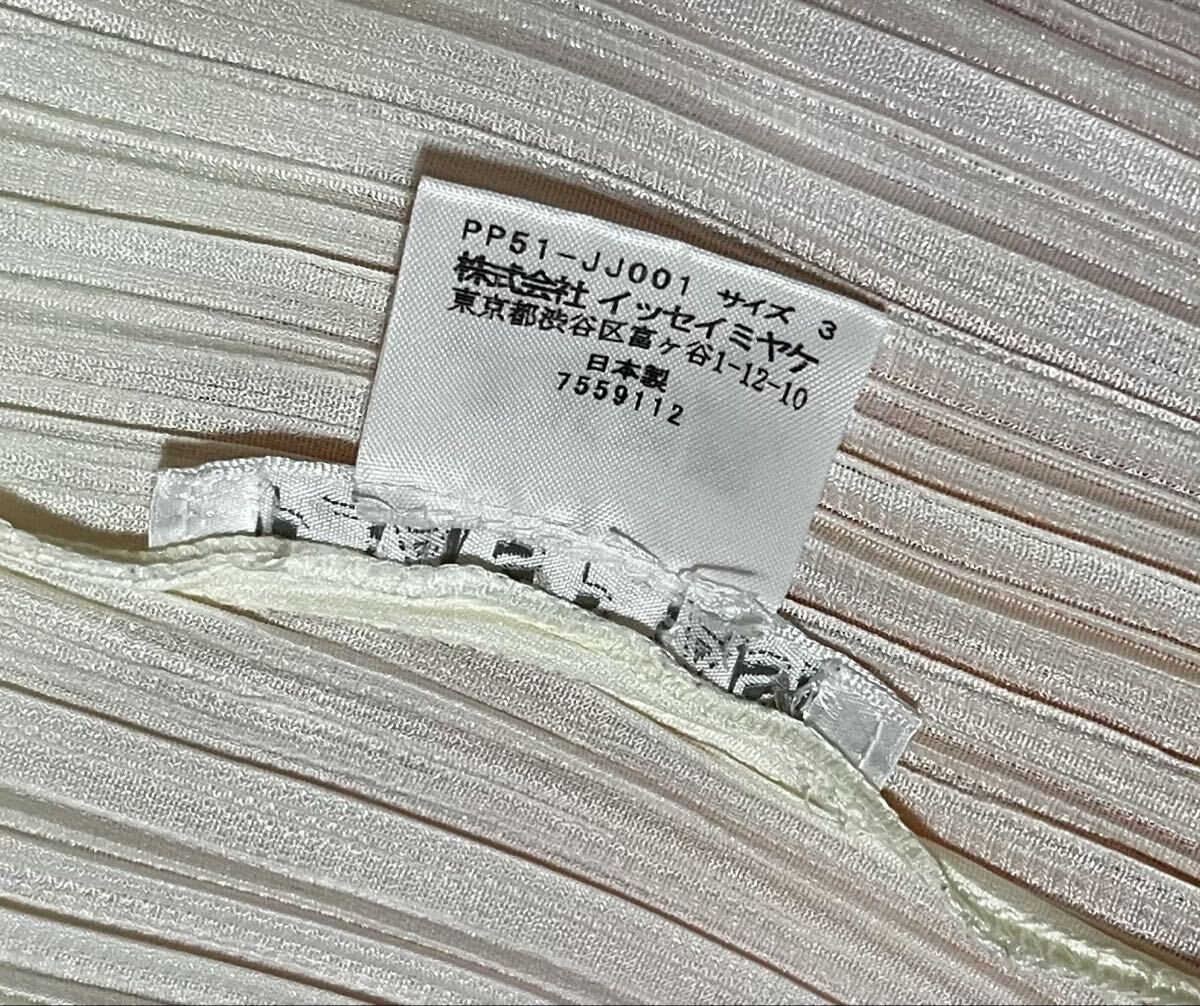 PP51-JJ001 サイズ 3
株式会社 イッセイミヤケ
東京都渋谷区富ヶ谷1-12-10
日本製
7559112